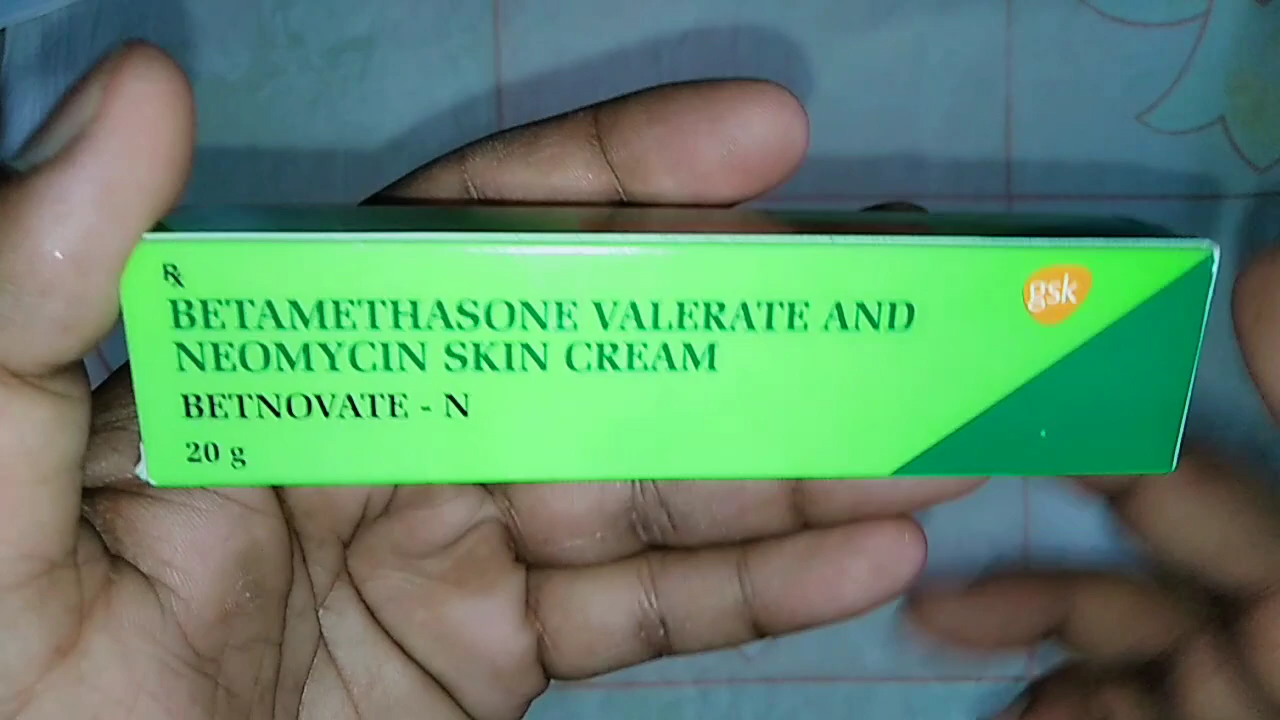 ℞
BETAMETHASONE VALERATE AND
NEOMYCIN SKIN CREAM
BETNOVATE - N
20 g
gsk